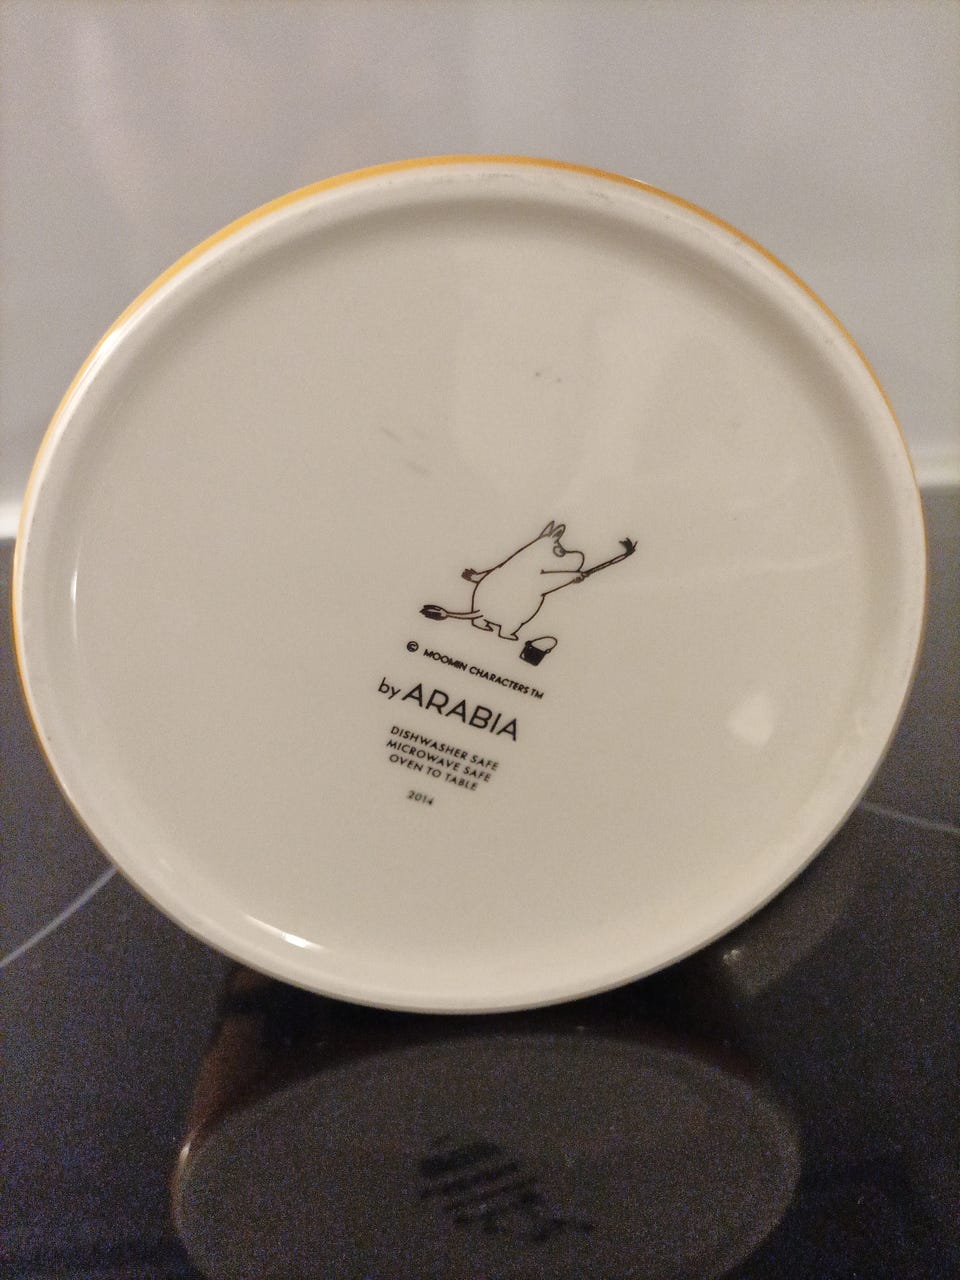 © MOOMIN CHARACTERS™
by ARABIA
DISHWASHER SAFE
MICROWAVE SAFE
OVEN TO TABLE
2014